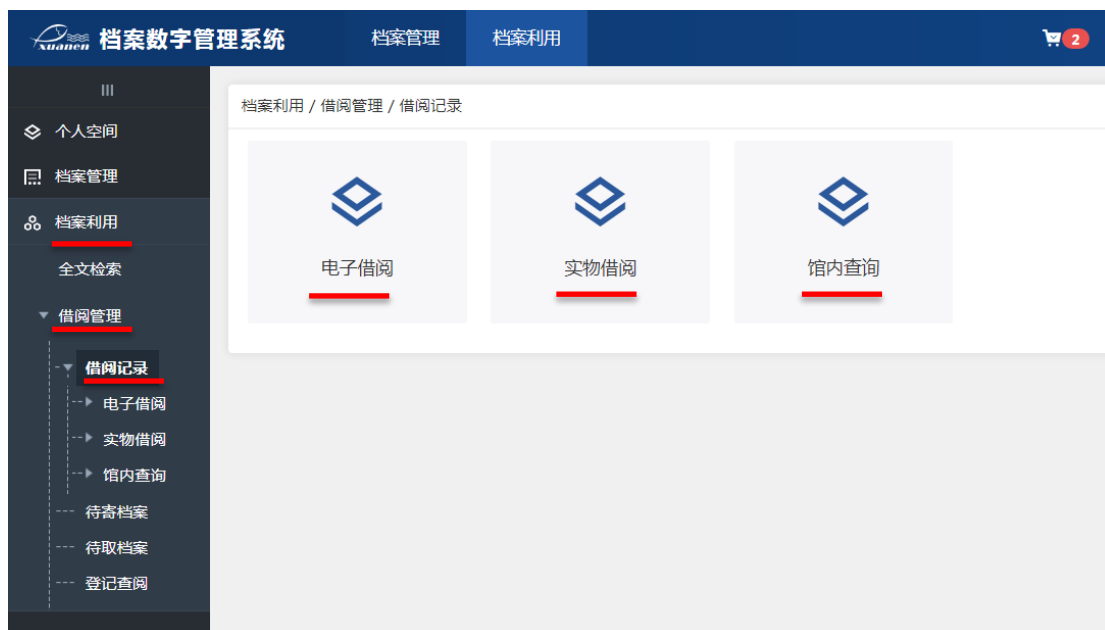 xuanen 档案数字管理系统 档案管理 档案利用 2
档案利用 / 借阅管理 / 借阅记录
个人空间
档案管理
档案利用
全文检索
借阅管理
借阅记录
电子借阅
实物借阅
馆内查询
待寄档案
待取档案
登记查阅
电子借阅 实物借阅 馆内查询